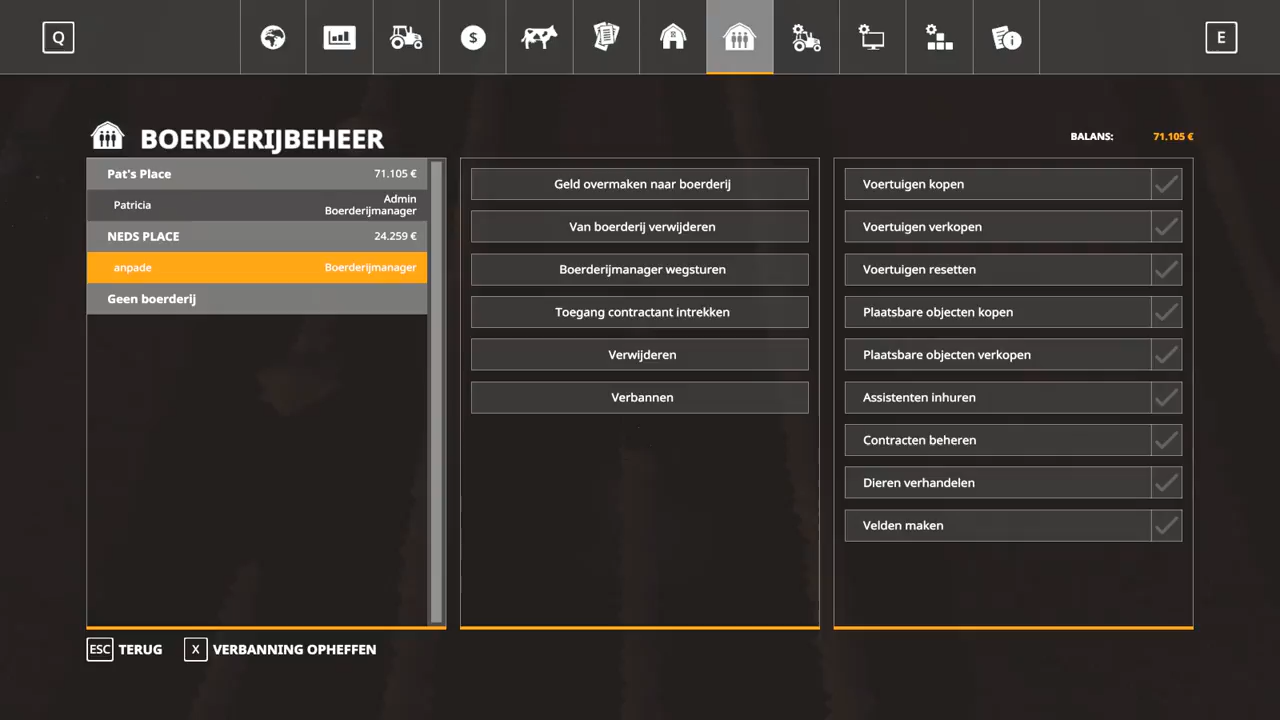 Q
$
E
BOERDERIJBEHEER
BALANS: 71.105 €
Pat's Place 71.105 €
Patricia Admin
Boerderijmanager
NEDS PLACE 24.259 €
anpade Boerderijmanager
Geen boerderij
Geld overmaken naar boerderij
Van boerderij verwijderen
Boerderijmanager wegsturen
Toegang contractant intrekken
Verwijderen
Verbannen
Voertuigen kopen
Voertuigen verkopen
Voertuigen resetten
Plaatsbare objecten kopen
Plaatsbare objecten verkopen
Assistenten inhuren
Contracten beheren
Dieren verhandelen
Velden maken
ESC TERUG X VERBANNING OPHEFFEN